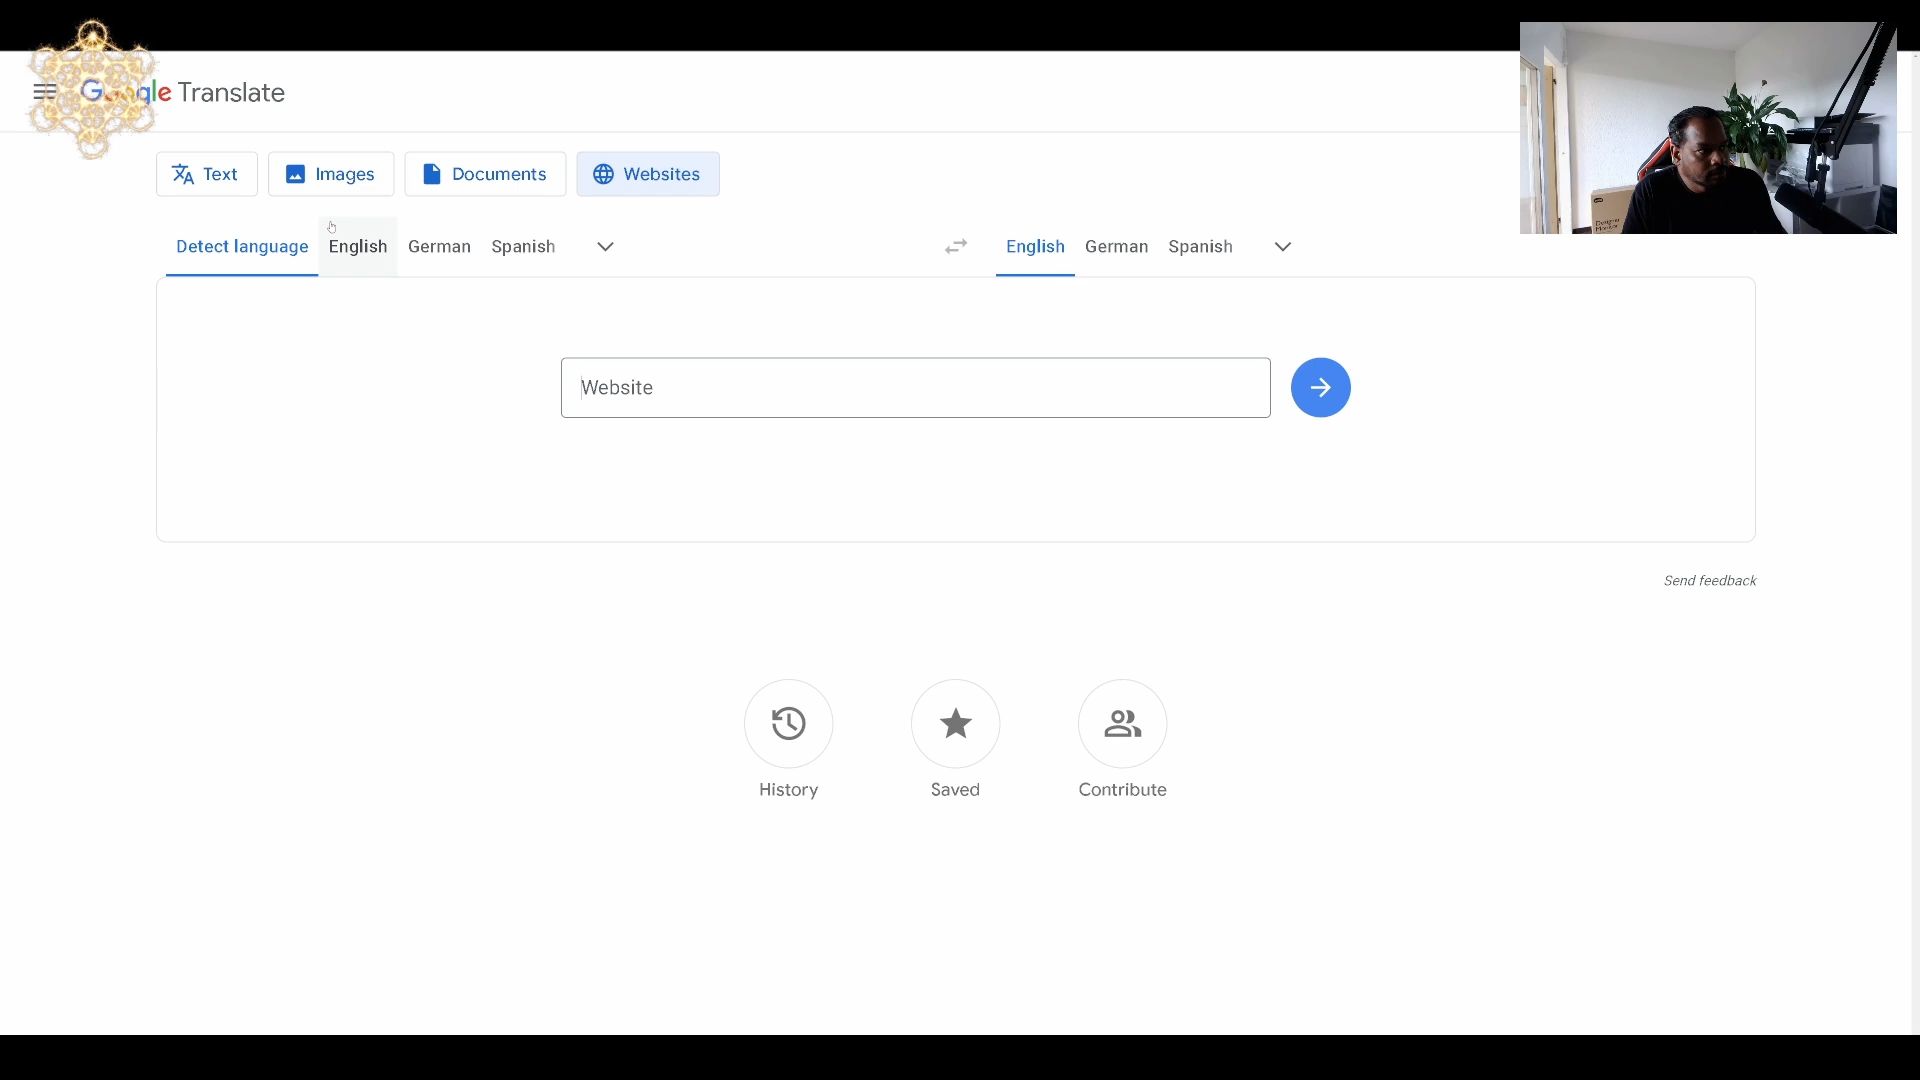 Google Translate
Text
Images
Documents
Websites
Detect language
English
German
Spanish
English
German
Spanish
Website
Send feedback
History
Saved
Contribute